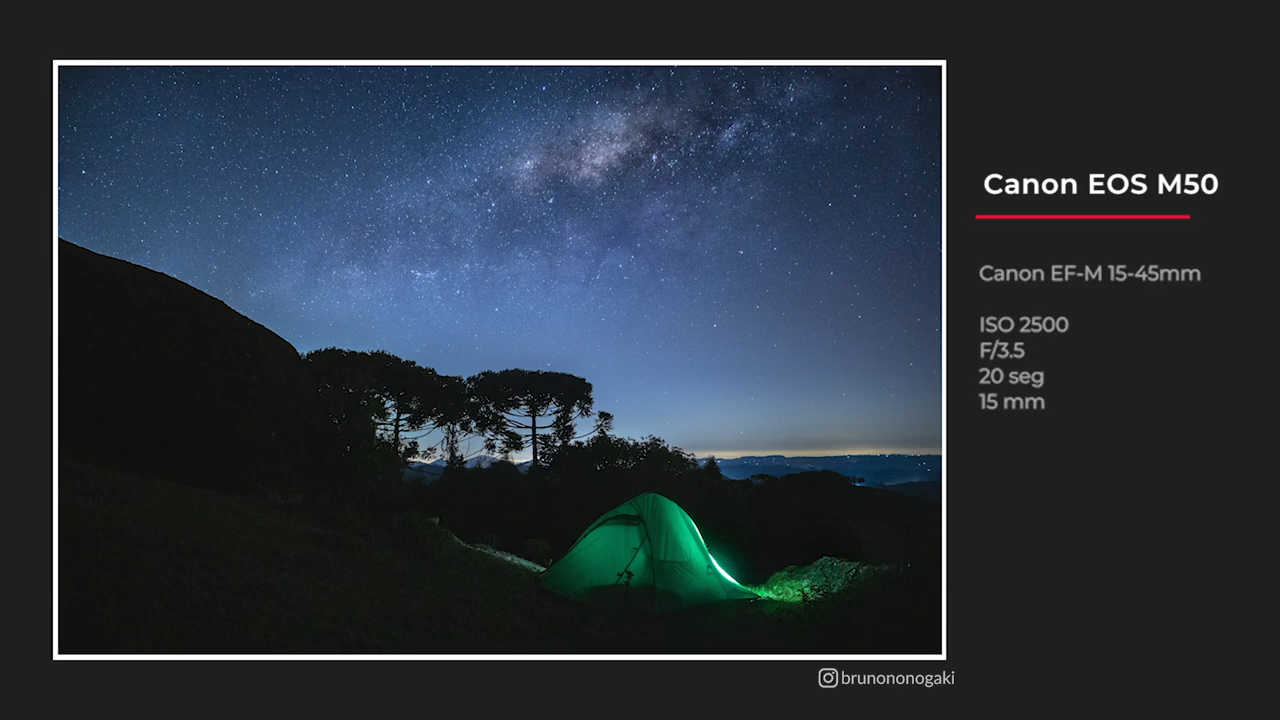 Canon EOS M50
Canon EF-M 15-45mm
ISO 2500
F/3.5
20 seg
15 mm
brunononogaki